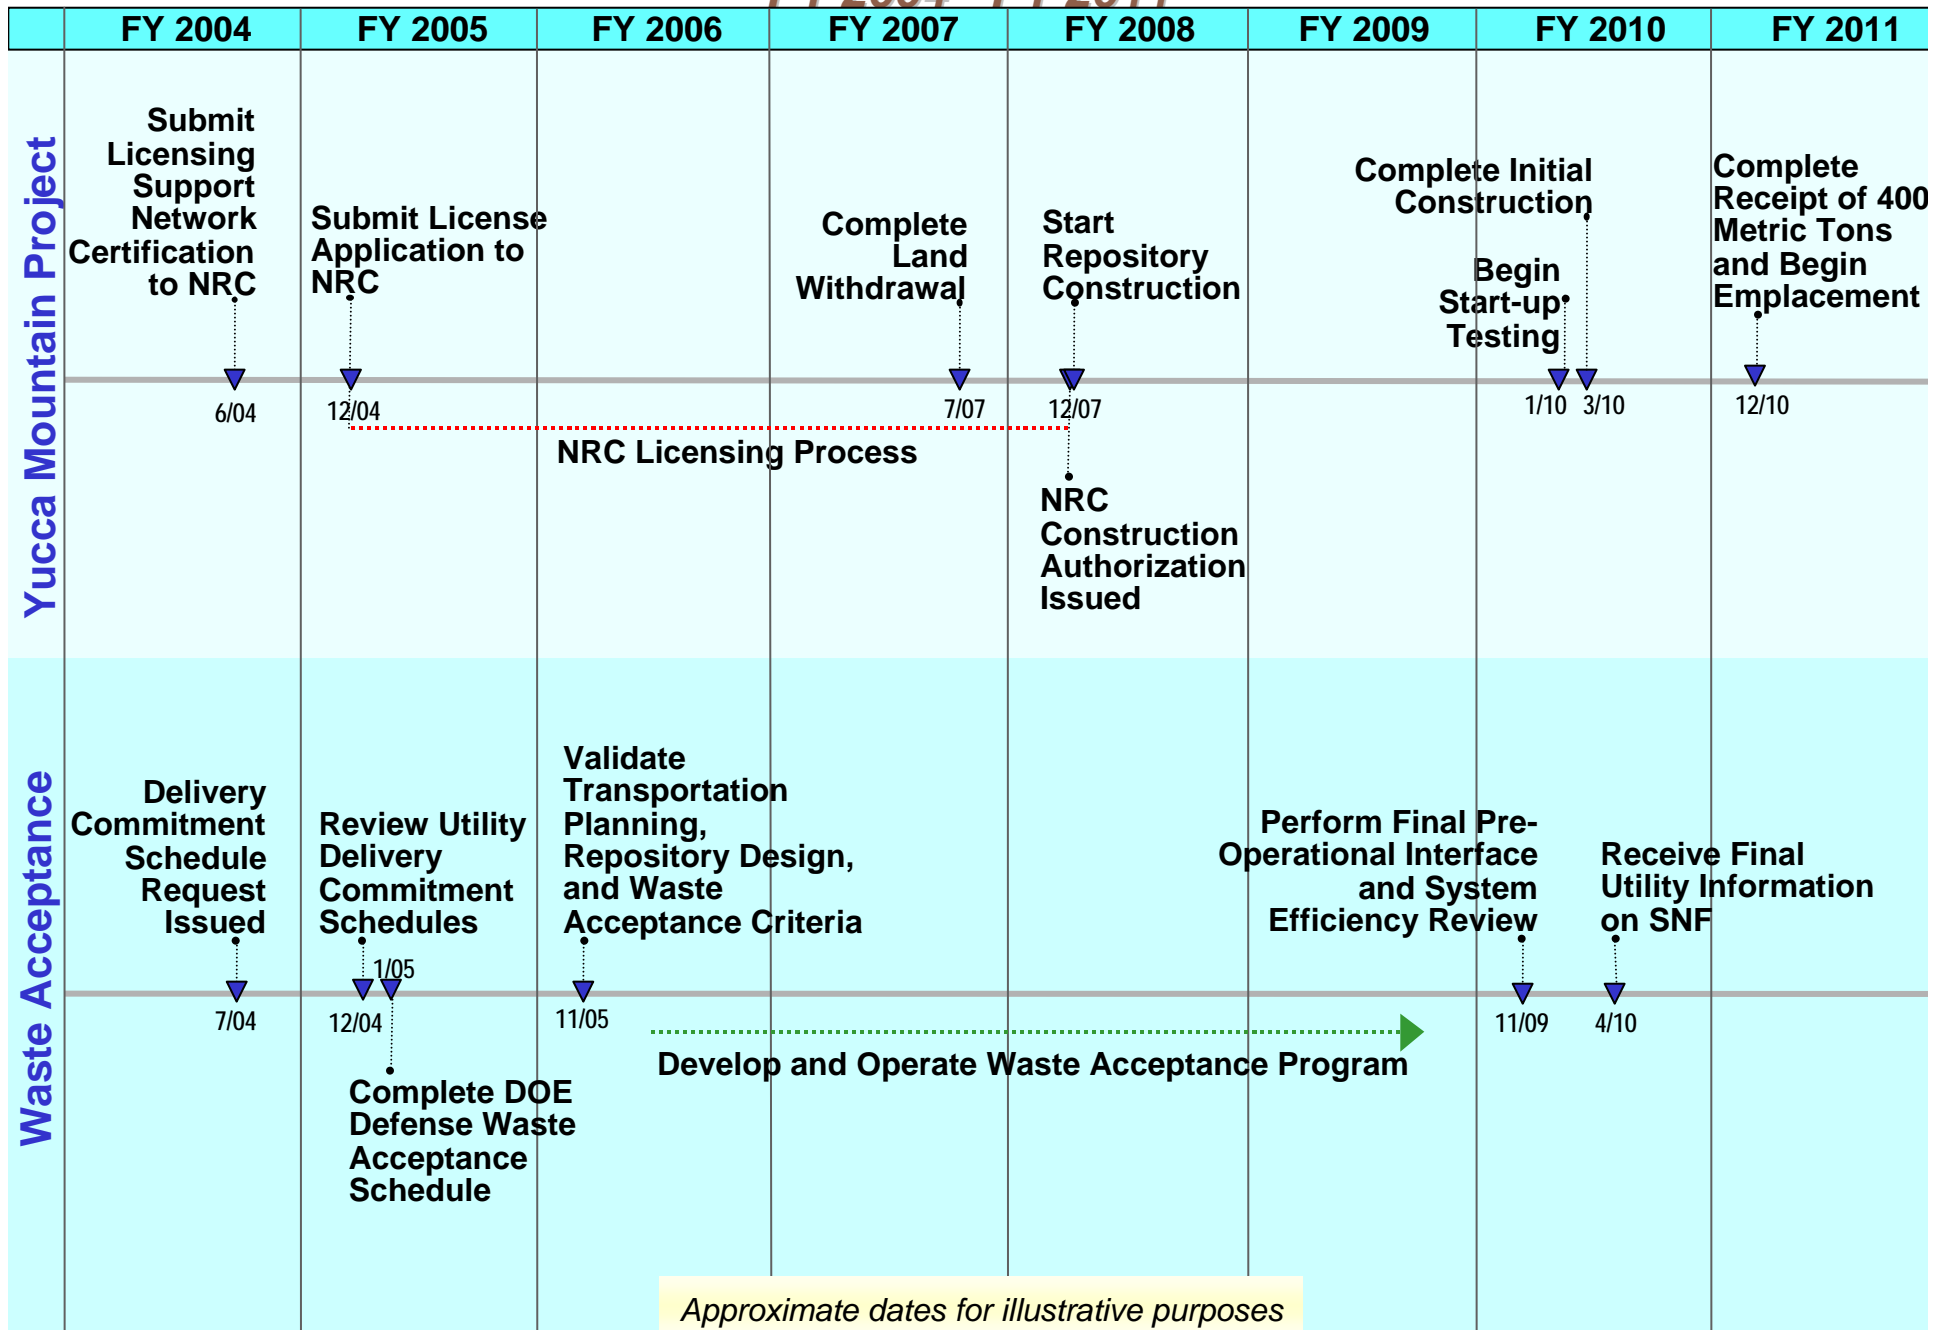 FY 2004 - FY 2011
FY 2004 FY 2005 FY 2006 FY 2007 FY 2008 FY 2009 FY 2010 FY 2011
Yucca Mountain Project
Submit
Licensing
Support
Network
Certification
to NRC
6/04
Submit License
Application to
NRC
12/04
NRC Licensing Process
Complete
Land
Withdrawal
7/07
Start
Repository
Construction
12/07
NRC
Construction
Authorization
Issued
Begin
Start-up
Testing
1/10
Complete Initial
Construction
3/10
Complete
Receipt of 400
Metric Tons
and Begin
Emplacement
12/10
Waste Acceptance
Delivery
Commitment
Schedule
Request
Issued
7/04
Review Utility
Delivery
Commitment
Schedules
12/04
1/05
Complete DOE
Defense Waste
Acceptance
Schedule
Validate
Transportation
Planning,
Repository Design,
and Waste
Acceptance Criteria
11/05
Develop and Operate Waste Acceptance Program
Perform Final Pre-
Operational Interface
and System
Efficiency Review
11/09
Receive Final
Utility Information
on SNF
4/10
Approximate dates for illustrative purposes